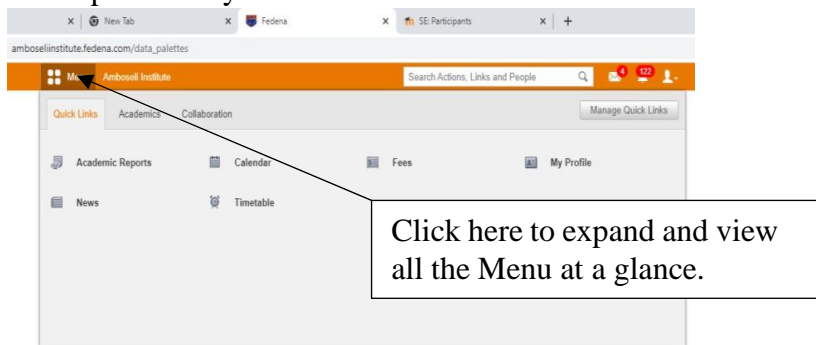 New Tab Fedena SE: Participants
amboseliinstitute.fedena.com/data_palettes
Amboseli Institute Search Actions, Links and People 4 122
Quick Links Academics Collaboration Manage Quick Links
Academic Reports Calendar Fees My Profile
News Timetable
Click here to expand and view
all the Menu at a glance.